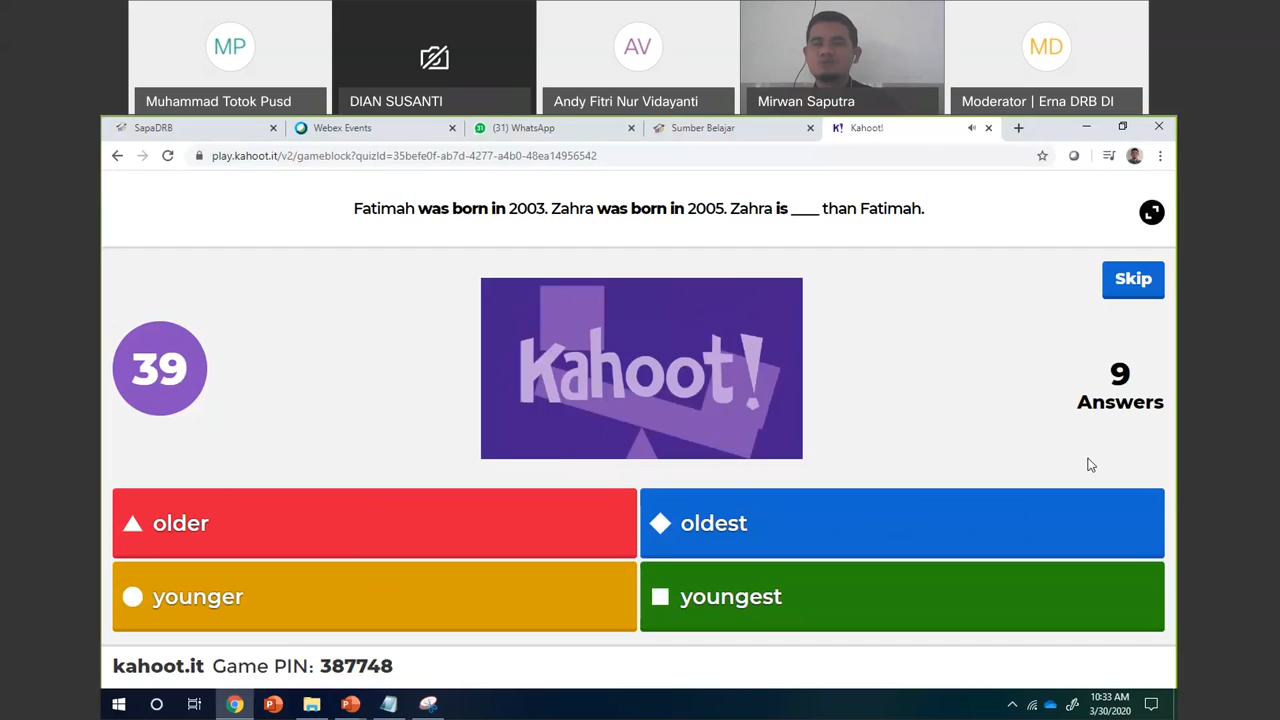 MP
AV
MD
Muhammad Totok Pusd
DIAN SUSANTI
Andy Fitri Nur Vidayanti
Mirwan Saputra
Moderator | Erna DRB DI
SapaDRB
Webex Events
(31) WhatsApp
Sumber Belajar
K! Kahoot!
play.kahoot.it/v2/gameblock?quizId=35befe0f-ab7d-4277-a4b0-48ea14956542
Fatimah was born in 2003. Zahra was born in 2005. Zahra is ____ than Fatimah.
Skip
39
Kahoot!
9
Answers
older
oldest
younger
youngest
kahoot.it Game PIN: 387748
10:33 AM
3/30/2020